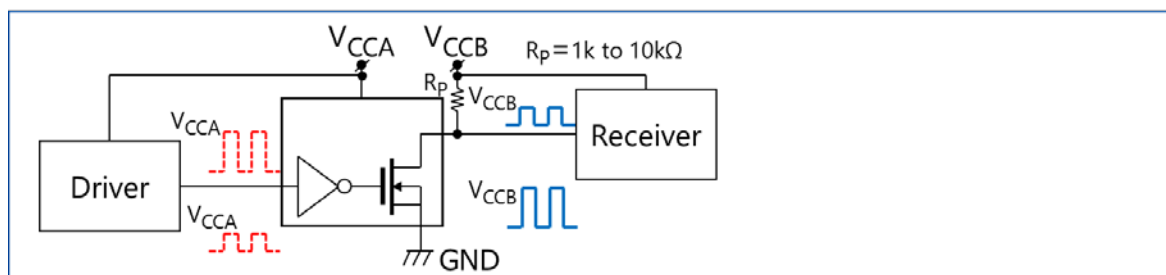 VCCA
VCCB
RP=1k to 10kΩ
RP
VCCB
VCCA
Receiver
Driver
VCCB
VCCA
GND